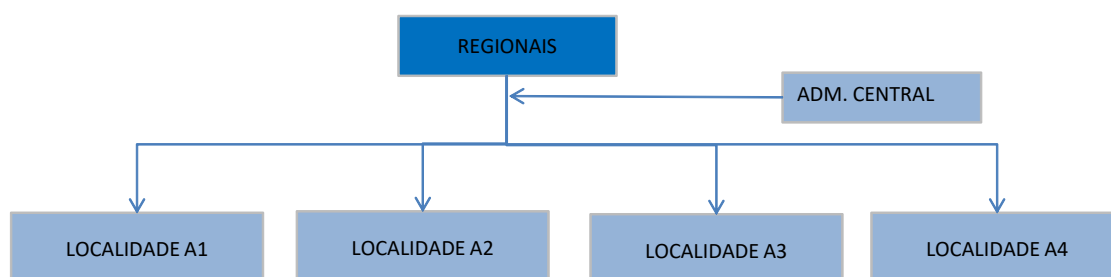 REGIONAIS
ADM. CENTRAL
LOCALIDADE A1
LOCALIDADE A2
LOCALIDADE A3
LOCALIDADE A4